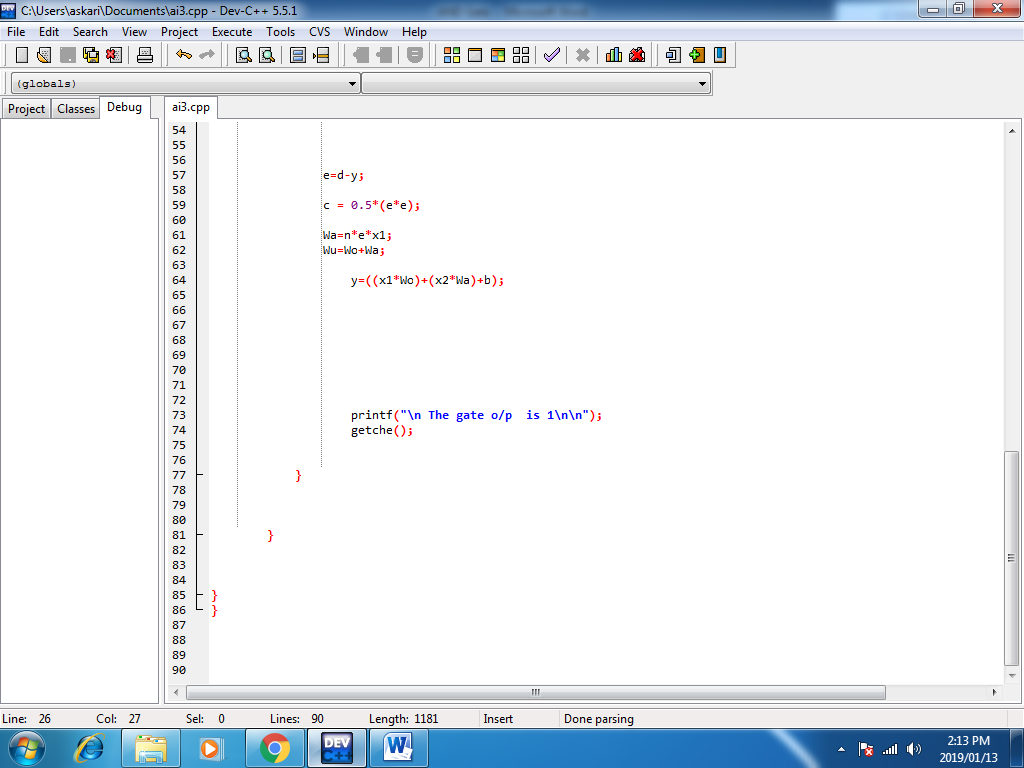 C:\Users\askari\Documents\ai3.cpp - Dev-C++ 5.5.1
File Edit Search View Project Execute Tools CVS Window Help
(globals)
Project Classes Debug ai3.cpp
54
55
56
57 e=d-y;
58
59 c = 0.5*(e*e);
60
61 Wa=n*e*x1;
62 Wu=Wo+Wa;
63
64 y=((x1*Wo)+(x2*Wa)+b);
65
66
67
68
69
70
71
72
73 printf("\n The gate o/p  is 1\n\n");
74 getche();
75
76
77 }
78
79
80
81 }
82
83
84
85 }
86 }
87
88
89
90
Line: 26 Col: 27 Sel: 0 Lines: 90 Length: 1181 Insert Done parsing
DEV C++ W
2:13 PM
2019/01/13